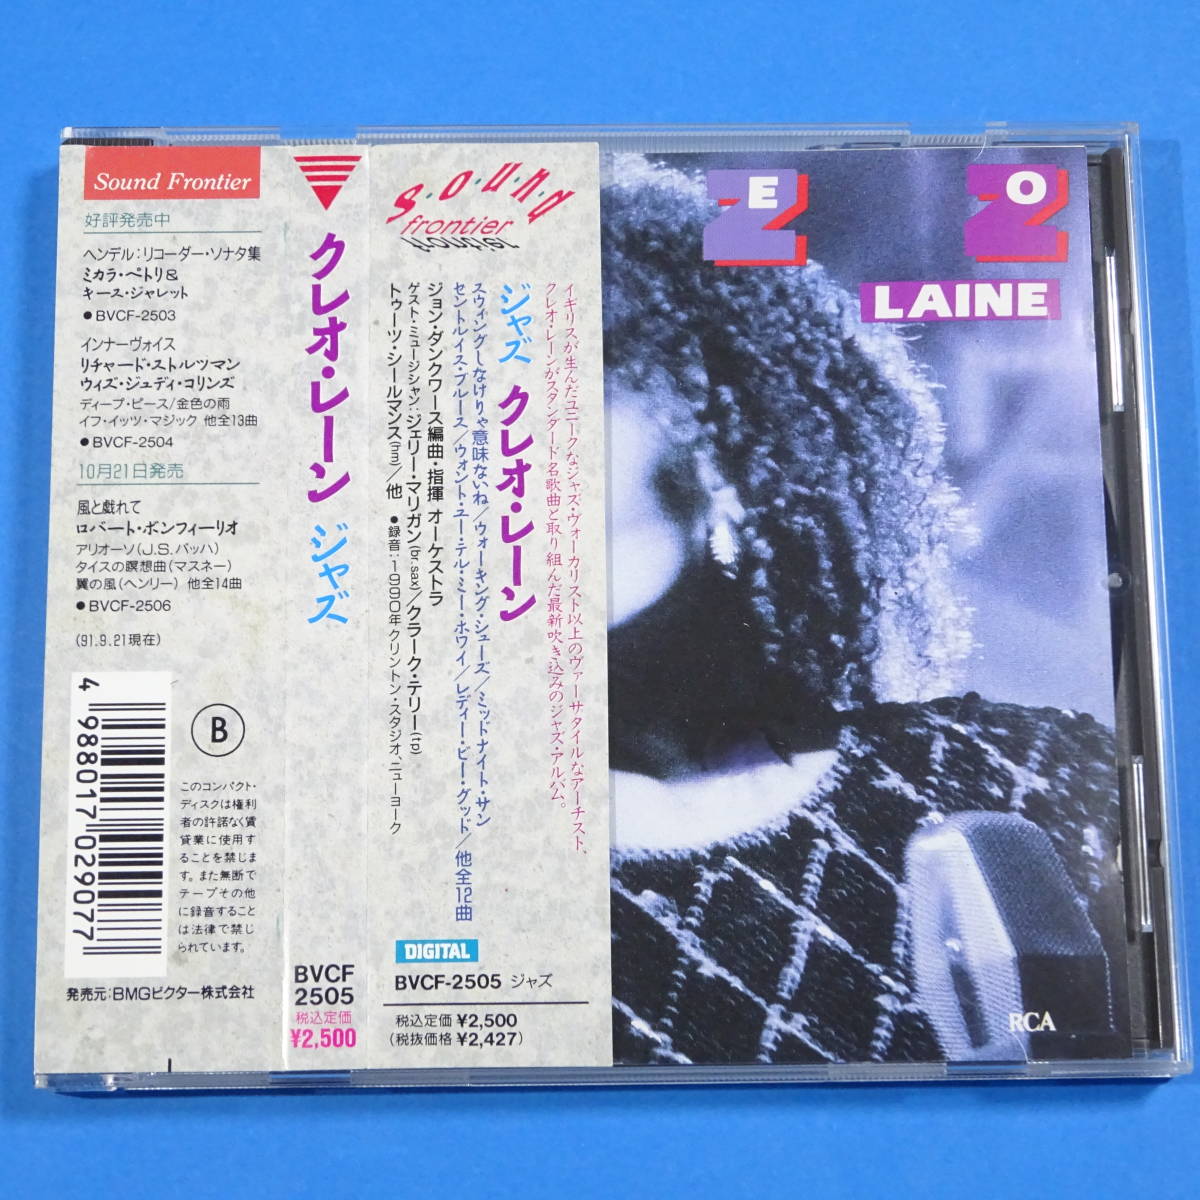 Sound Frontier
好評発売中
ヘンデル:リコーダー・ソナタ集
ミカラ・ペトリ&
キース・ジャレット
●BVCF-2503
インナーヴォイス
リチャード・ストルツマン
ウィズ・ジュディ・コリンズ
ディープ・ピース/金色の雨
イフ・イッツ・マジック 他全13曲
●BVCF-2504
10月21日発売
風と戯れて
ロバート・ボンフィーリオ
アリオーソ(J.S.バッハ)
タイスの瞑想曲(マスネー)
翼の風(ヘンリー) 他全14曲
●BVCF-2506
(91.9.21現在)
4988017029077
B
このコンパクト・
ディスクは権利
者の許諾なく賃
貸業に使用す
ることを禁じま
す。また無断で
テープその他
に録音すること
は法律で禁じ
られています。
発売元:BMGビクター株式会社
クレオ・レーン ジャズ
BVCF
2505
税込定価
¥2,500
sound
frontier
イギリスが生んだユニークなジャズ・ヴォーカリスト以上のヴァーサタイルなアーチスト、
クレオ・レーンがスタンダード名歌曲と取り組んだ最新吹き込みのジャズ・アルバム。
ジャズ クレオ・レーン
スウィングしなけりゃ意味ないね/ウォーキング・シューズ/ミッドナイト・サン
セントルイス・ブルース/ウォント・ユー・テル・ミー・ホワイ/レディー・ビー・グッド/他全12曲
ジョン・ダンクワース編曲・指揮 オーケストラ
ゲスト・ミュージシャン:ジェリー・マリガン(br.sax)/クラーク・テリー(tp)
トゥーツ・シールマンス(hm)/他 ●録音:1990年クリントン・スタジオ、ニューヨーク
DIGITAL
BVCF-2505 ジャズ
税込定価 ¥2,500
(税抜価格 ¥2,427)
E
O
LAINE
RCA